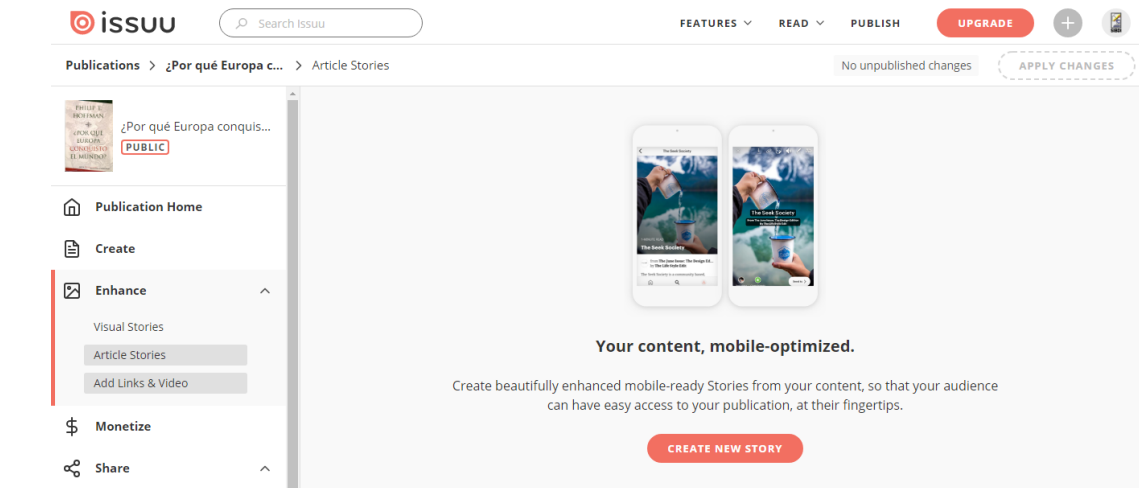 issuu
Search Issuu
FEATURES
READ
PUBLISH
UPGRADE
Publications > ¿Por qué Europa c... > Article Stories
No unpublished changes
APPLY CHANGES
PHILIP T.
HOFFMAN
¿POR QUÉ
EUROPA
CONQUISTÓ
EL MUNDO?
¿Por qué Europa conquis...
PUBLIC
Publication Home
Create
Enhance
Visual Stories
Article Stories
Add Links & Video
Monetize
Share
The Seek Society
The Seek Society
The Seek Society
Your content, mobile-optimized.
Create beautifully enhanced mobile-ready Stories from your content, so that your audience
can have easy access to your publication, at their fingertips.
CREATE NEW STORY